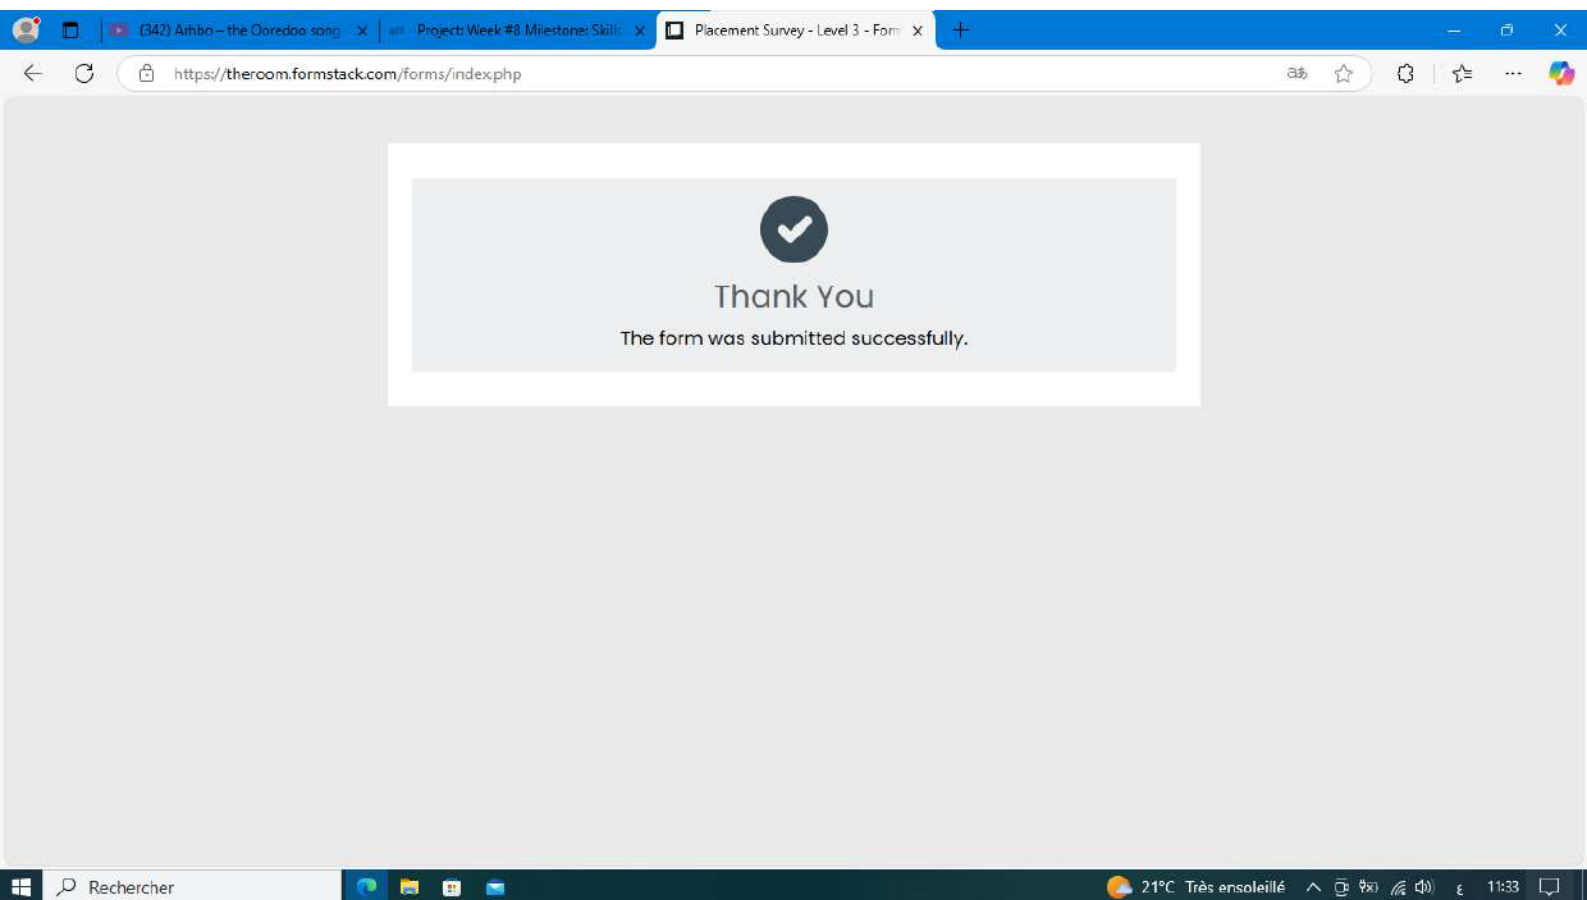 (342) Arhbo – the Ooredoo song
Project: Week #8 Milestone: Skill
Placement Survey - Level 3 - Form
https://theroom.formstack.com/forms/index.php
Thank You
The form was submitted successfully.
Rechercher
21°C Très ensoleillé
ع
11:33